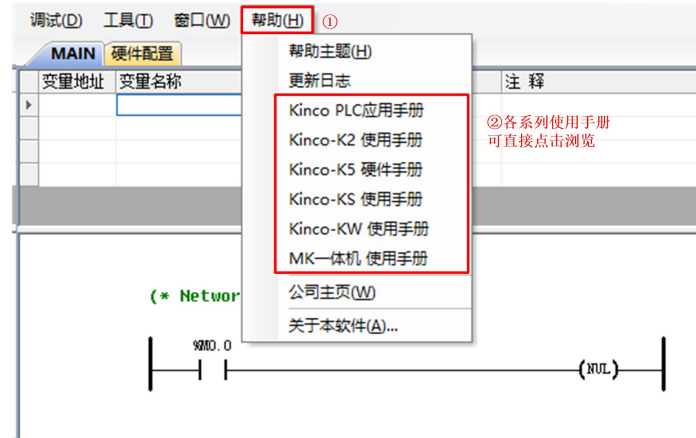 调试(D) 工具(T) 窗口(W) 帮助(H) ①
MAIN 硬件配置
变量地址 变量名称 注 释
帮助主题(H)
更新日志
Kinco PLC应用手册
Kinco-K2 使用手册
Kinco-K5 硬件手册
Kinco-KS 使用手册
Kinco-KW 使用手册
MK一体机 使用手册
公司主页(W)
关于本软件(A)...
②各系列使用手册
可直接点击浏览
(* Networ
%M0.0
(NUL)